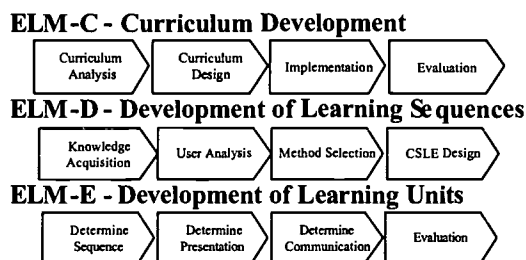 ELM-C - Curriculum Development
Curriculum
Analysis
Curriculum
Design
Implementation
Evaluation
ELM-D - Development of Learning Sequences
Knowledge
Acquisition
User Analysis
Method Selection
CSLE Design
ELM-E - Development of Learning Units
Determine
Sequence
Determine
Presentation
Determine
Communication
Evaluation